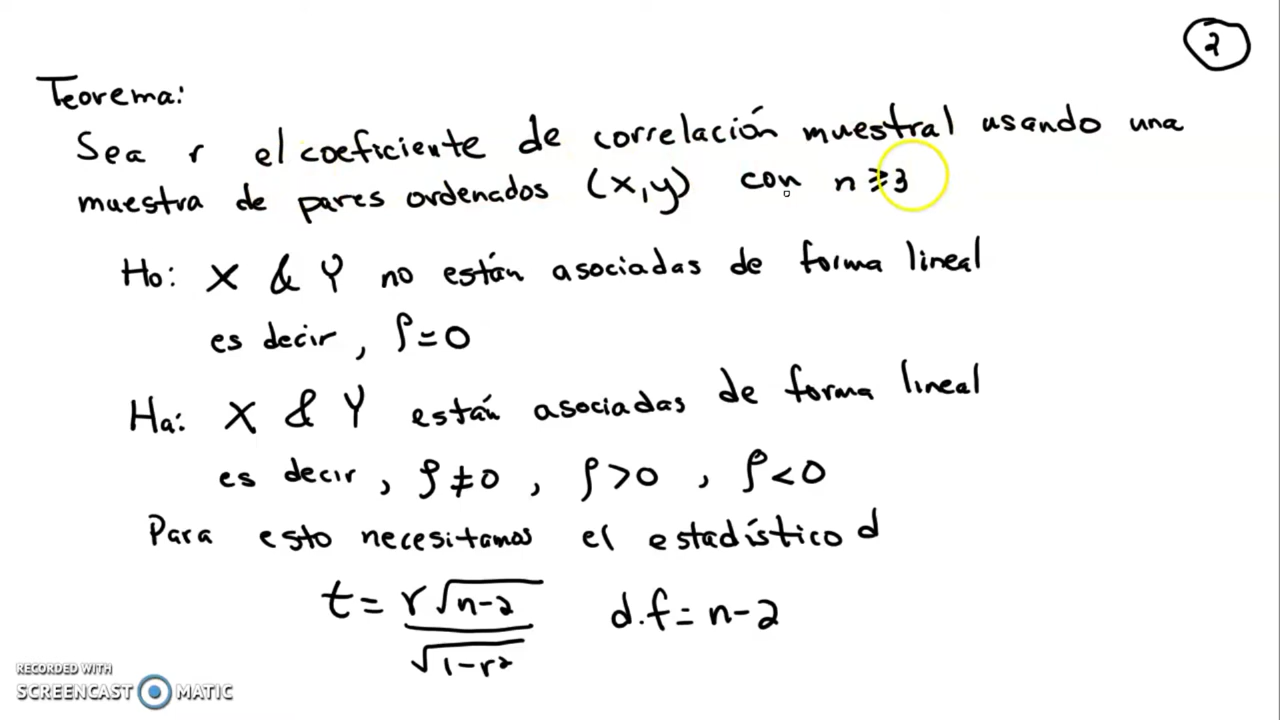 2
Teorema:
Sea r el coeficiente de correlación muestral usando una
muestra de pares ordenados (x,y) con n≥3
Ho: X & Y no están asociadas de forma lineal
es decir, ρ=0
Ha: X & Y están asociadas de forma lineal
es decir, ρ≠0, ρ>0, ρ<0
Para esto necesitamos el estadístico d
t = r√n-2 / √1-r² d.f = n-2
RECORDED WITH
SCREENCAST MATIC